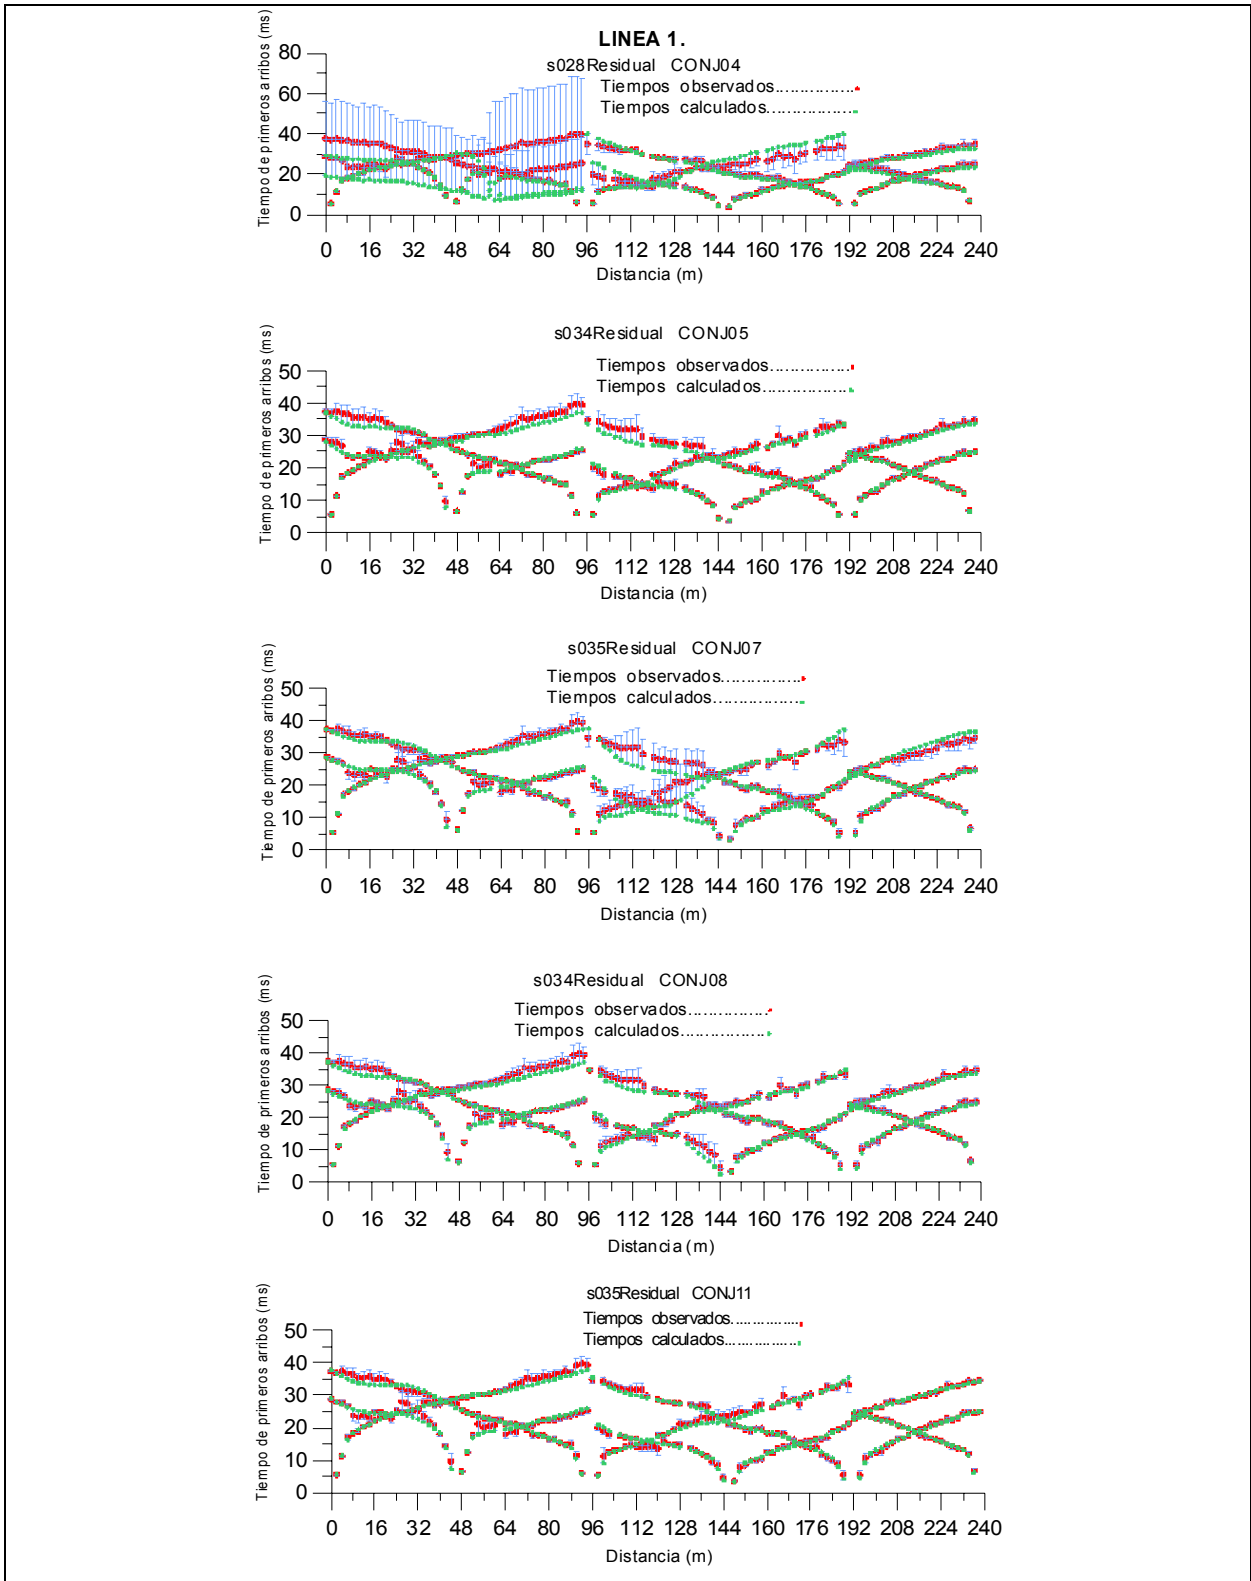 LINEA 1.
s028Residual CONJ04
Tiempos observados................
Tiempos calculados.................
Tiempo de primeros arribos (ms)
80
60
40
20
0
0 16 32 48 64 80 96 112 128 144 160 176 192 208 224 240
Distancia (m)
s034Residual CONJ05
Tiempos observados................
Tiempos calculados.................
Tiempo de primeros arribos (ms)
50
40
30
20
10
0
0 16 32 48 64 80 96 112 128 144 160 176 192 208 224 240
Distancia (m)
s035Residual CONJ07
Tiempos observados................
Tiempos calculados.................
Tiempo de primeros arribos (ms)
50
40
30
20
10
0
0 16 32 48 64 80 96 112 128 144 160 176 192 208 224 240
Distancia (m)
s034Residual CONJ08
Tiempos observados................
Tiempos calculados.................
Tiempo de primeros arribos (ms)
50
40
30
20
10
0
0 16 32 48 64 80 96 112 128 144 160 176 192 208 224 240
Distancia (m)
s035Residual CONJ11
Tiempos observados................
Tiempos calculados.................
Tiempo de primeros arribos (ms)
50
40
30
20
10
0
0 16 32 48 64 80 96 112 128 144 160 176 192 208 224 240
Distancia (m)